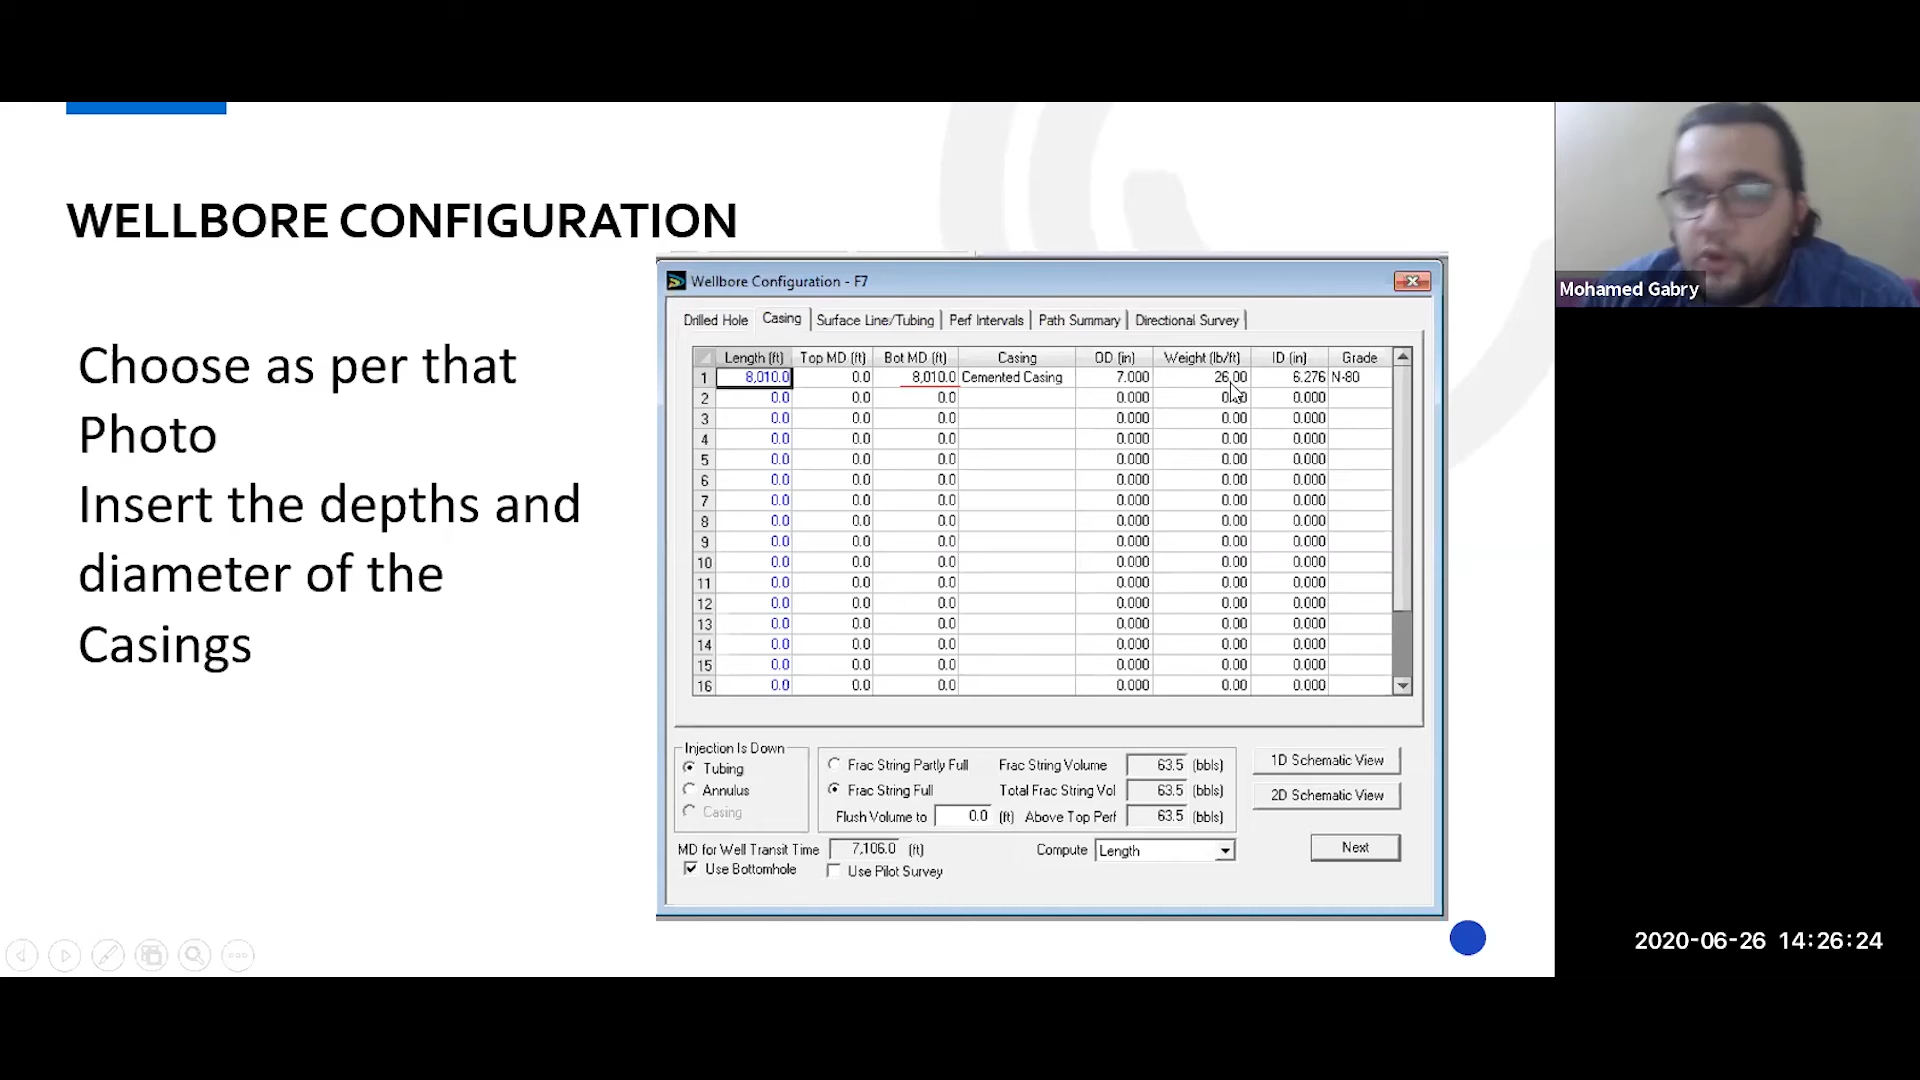 WELLBORE CONFIGURATION
Choose as per that
Photo
Insert the depths and
diameter of the
Casings
Wellbore Configuration - F7
Drilled Hole Casing Surface Line/Tubing Perf Intervals Path Summary Directional Survey
Length (ft) Top MD (ft) Bot MD (ft) Casing OD (in) Weight (lb/ft) ID (in) Grade
1 8,010.0 0.0 8,010.0 Cemented Casing 7.000 26.00 6.276 N-80
2 0.0 0.0 0.0 0.000 0.00 0.000
3 0.0 0.0 0.0 0.000 0.00 0.000
4 0.0 0.0 0.0 0.000 0.00 0.000
5 0.0 0.0 0.0 0.000 0.00 0.000
6 0.0 0.0 0.0 0.000 0.00 0.000
7 0.0 0.0 0.0 0.000 0.00 0.000
8 0.0 0.0 0.0 0.000 0.00 0.000
9 0.0 0.0 0.0 0.000 0.00 0.000
10 0.0 0.0 0.0 0.000 0.00 0.000
11 0.0 0.0 0.0 0.000 0.00 0.000
12 0.0 0.0 0.0 0.000 0.00 0.000
13 0.0 0.0 0.0 0.000 0.00 0.000
14 0.0 0.0 0.0 0.000 0.00 0.000
15 0.0 0.0 0.0 0.000 0.00 0.000
16 0.0 0.0 0.0 0.000 0.00 0.000
Injection Is Down
Tubing
Annulus
Casing
Frac String Partly Full Frac String Volume 63.5 (bbls)
Frac String Full Total Frac String Vol 63.5 (bbls)
Flush Volume to 0.0 (ft) Above Top Perf 63.5 (bbls)
1D Schematic View
2D Schematic View
MD for Well Transit Time 7,106.0 (ft)
Compute Length
Next
Use Bottomhole Use Pilot Survey
Mohamed Gabry
2020-06-26 14:26:24